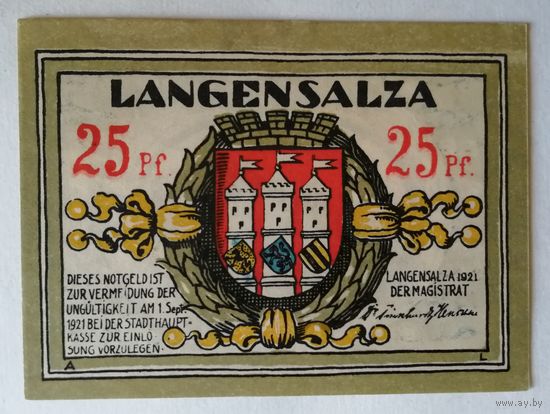 LANGENSALZA
25 Pf.
25 Pf.
DIESES NOTGELD IST
ZUR VERMEIDUNG DER
UNGÜLTIGKEIT AM 1. Sept.
1921 BEI DER STADTHAUPT-
KASSE ZUR EINLÖ
SUNG VORZULEGEN.
LANGENSALZA 1921
DER MAGISTRAT
A
L
www.ay.by